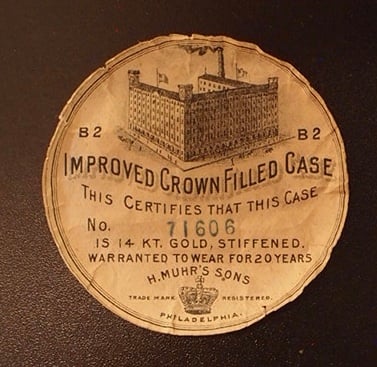 B2 B2
IMPROVED CROWN FILLED CASE
THIS CERTIFIES THAT THIS CASE
No. 71606
IS 14 KT. GOLD, STIFFENED.
WARRANTED TO WEAR FOR 20 YEARS
H. MUHR'S SONS
TRADE MARK REGISTERED.
PHILADELPHIA.